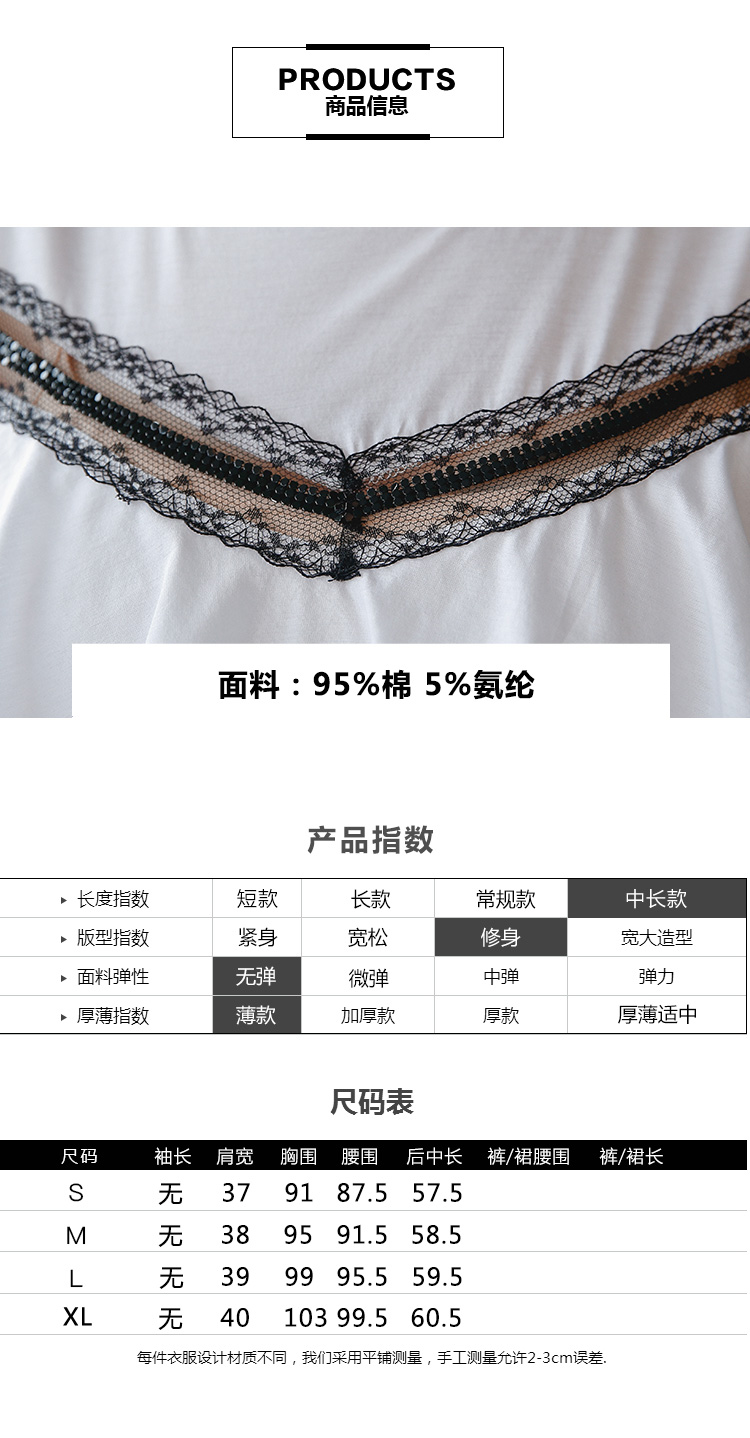 PRODUCTS
商品信息
面料：95%棉 5%氨纶
产品指数
长度指数 短款 长款 常规款 中长款
版型指数 紧身 宽松 修身 宽大造型
面料弹性 无弹 微弹 中弹 弹力
厚薄指数 薄款 加厚款 厚款 厚薄适中
尺码表
尺码 袖长 肩宽 胸围 腰围 后中长 裤/裙腰围 裤/裙长
S 无 37 91 87.5 57.5
M 无 38 95 91.5 58.5
L 无 39 99 95.5 59.5
XL 无 40 103 99.5 60.5
每件衣服设计材质不同，我们采用平铺测量，手工测量允许2-3cm误差.